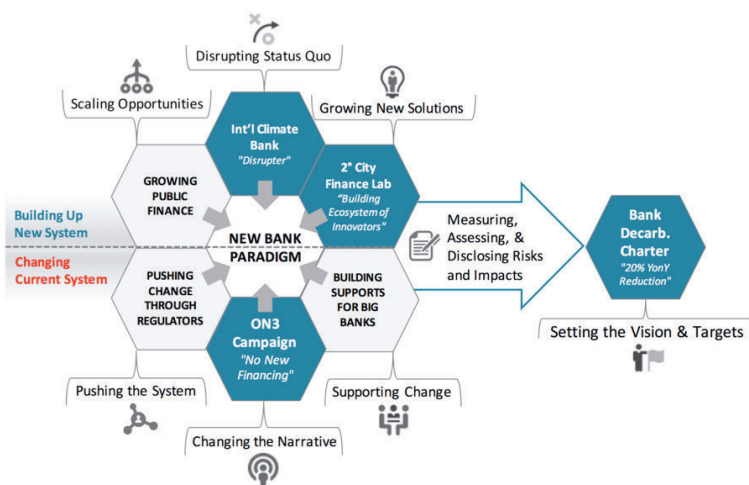 Disrupting Status Quo
Scaling Opportunities
Growing New Solutions
Int'l Climate
Bank
"Disrupter"
GROWING
PUBLIC
FINANCE
2° City
Finance Lab
"Building
Ecosystem of
Innovators"
Building Up
New System
Changing
Current System
NEW BANK
PARADIGM
Measuring,
Assessing, &
Disclosing Risks
and Impacts
Bank
Decarb.
Charter
"20% YonY
Reduction"
PUSHING
CHANGE
THROUGH
REGULATORS
BUILDING
SUPPORTS
FOR BIG
BANKS
ON3
Campaign
"No New
Financing"
Setting the Vision & Targets
Pushing the System
Supporting Change
Changing the Narrative